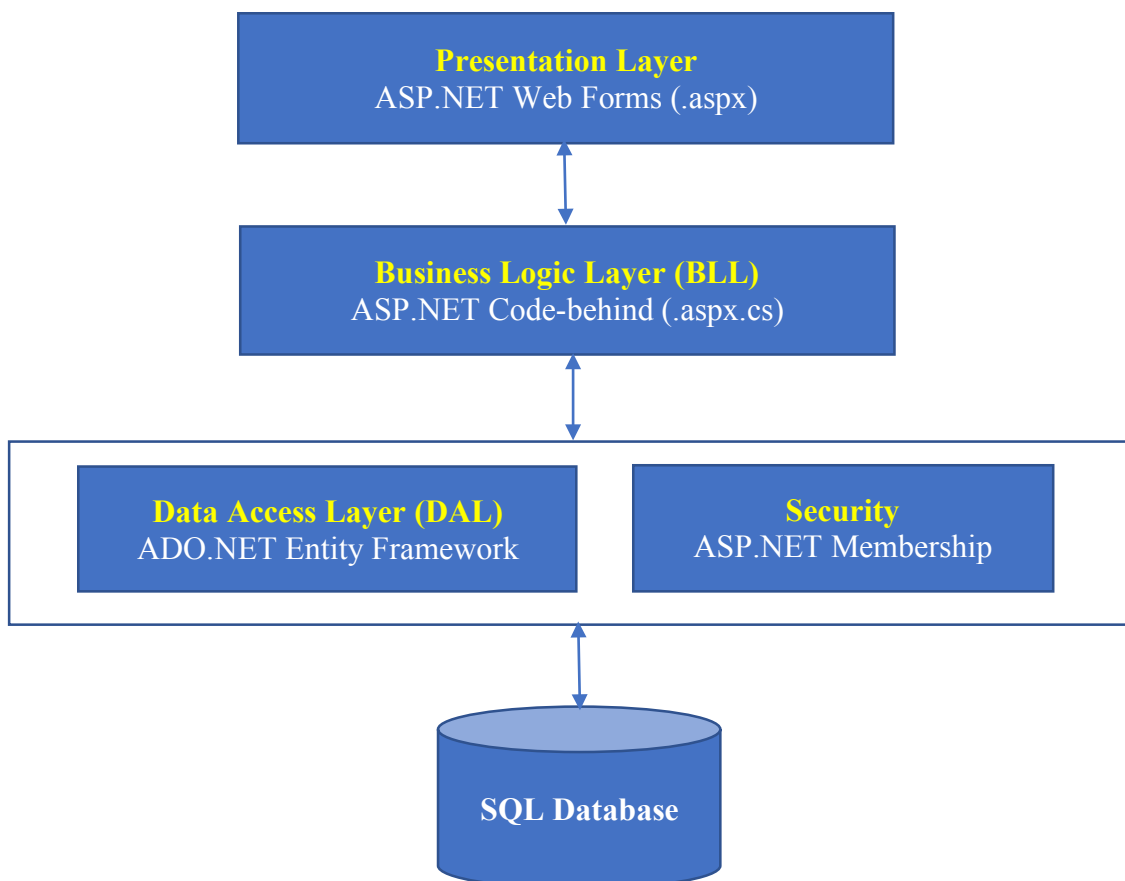 Presentation Layer
ASP.NET Web Forms (.aspx)
Business Logic Layer (BLL)
ASP.NET Code-behind (.aspx.cs)
Data Access Layer (DAL)
ADO.NET Entity Framework
Security
ASP.NET Membership
SQL Database